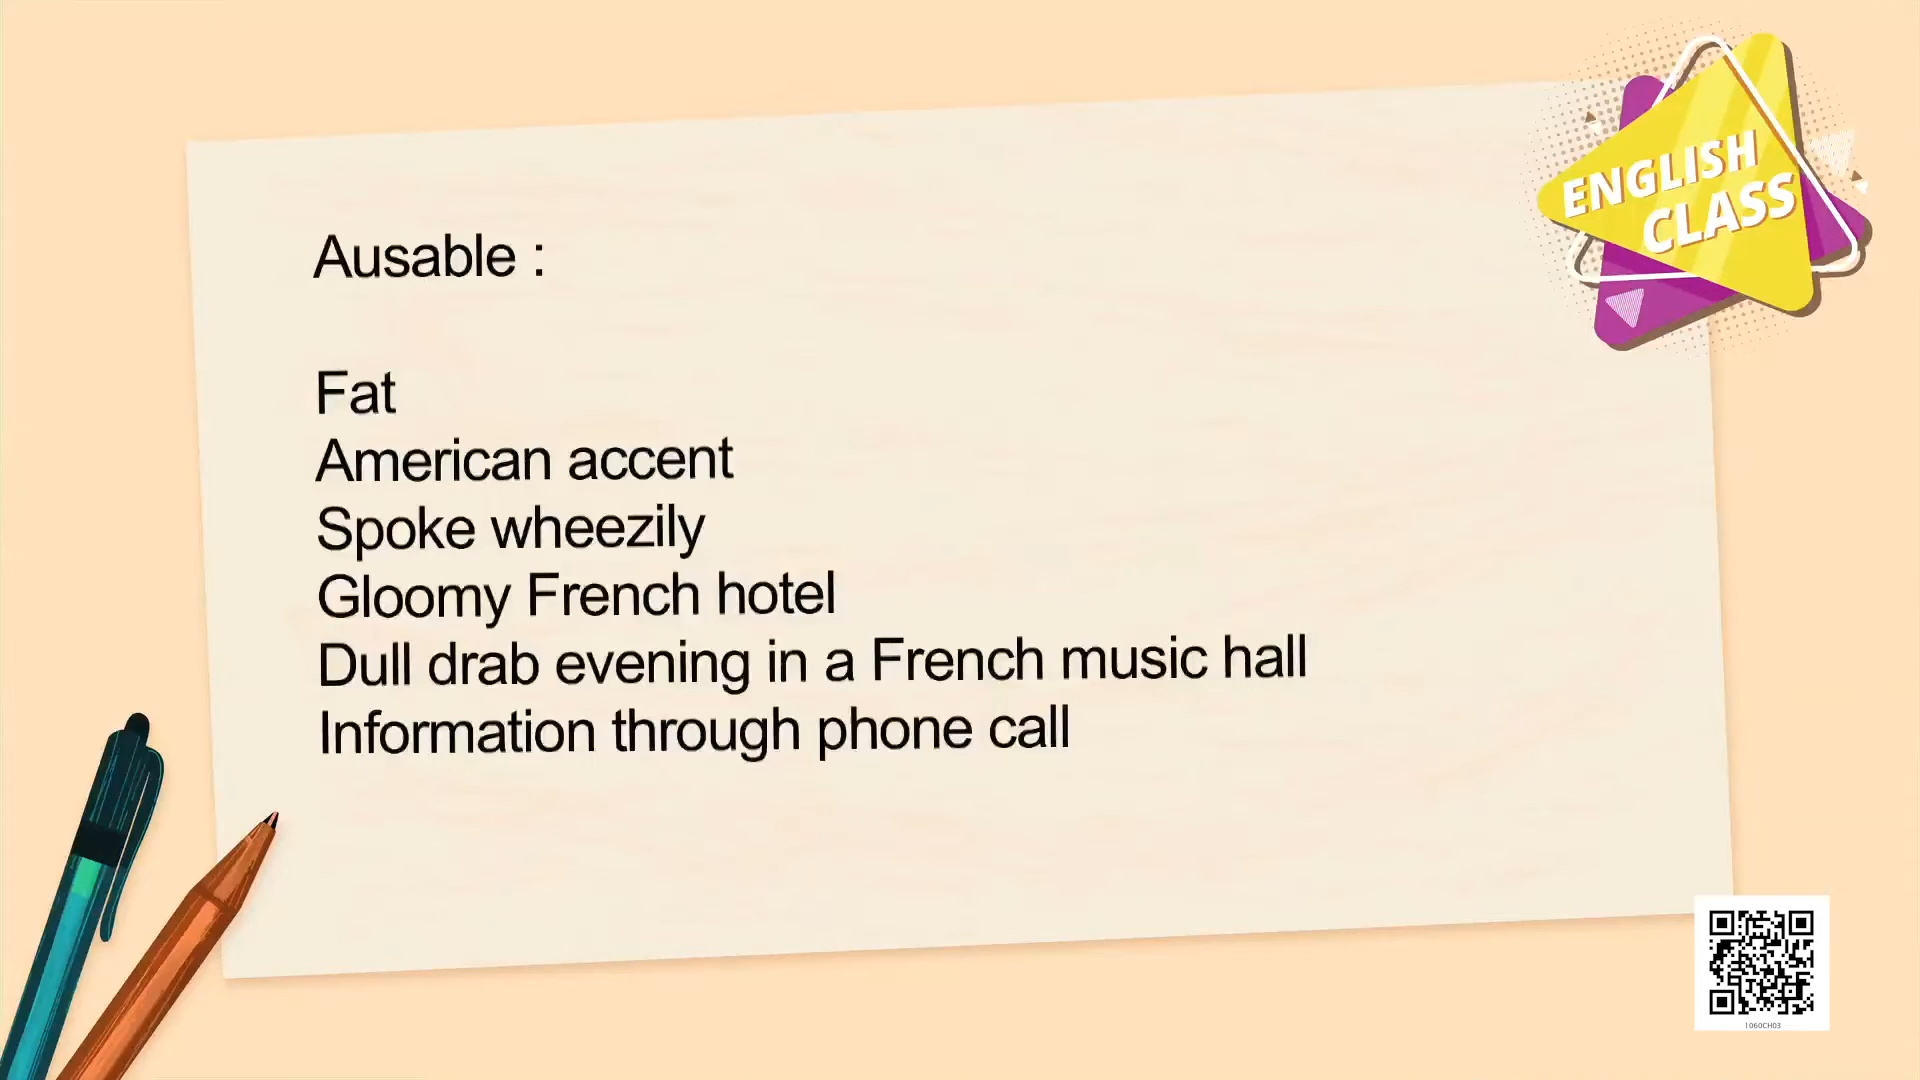 ENGLISH
CLASS
Ausable :
Fat
American accent
Spoke wheezily
Gloomy French hotel
Dull drab evening in a French music hall
Information through phone call
1060CH03